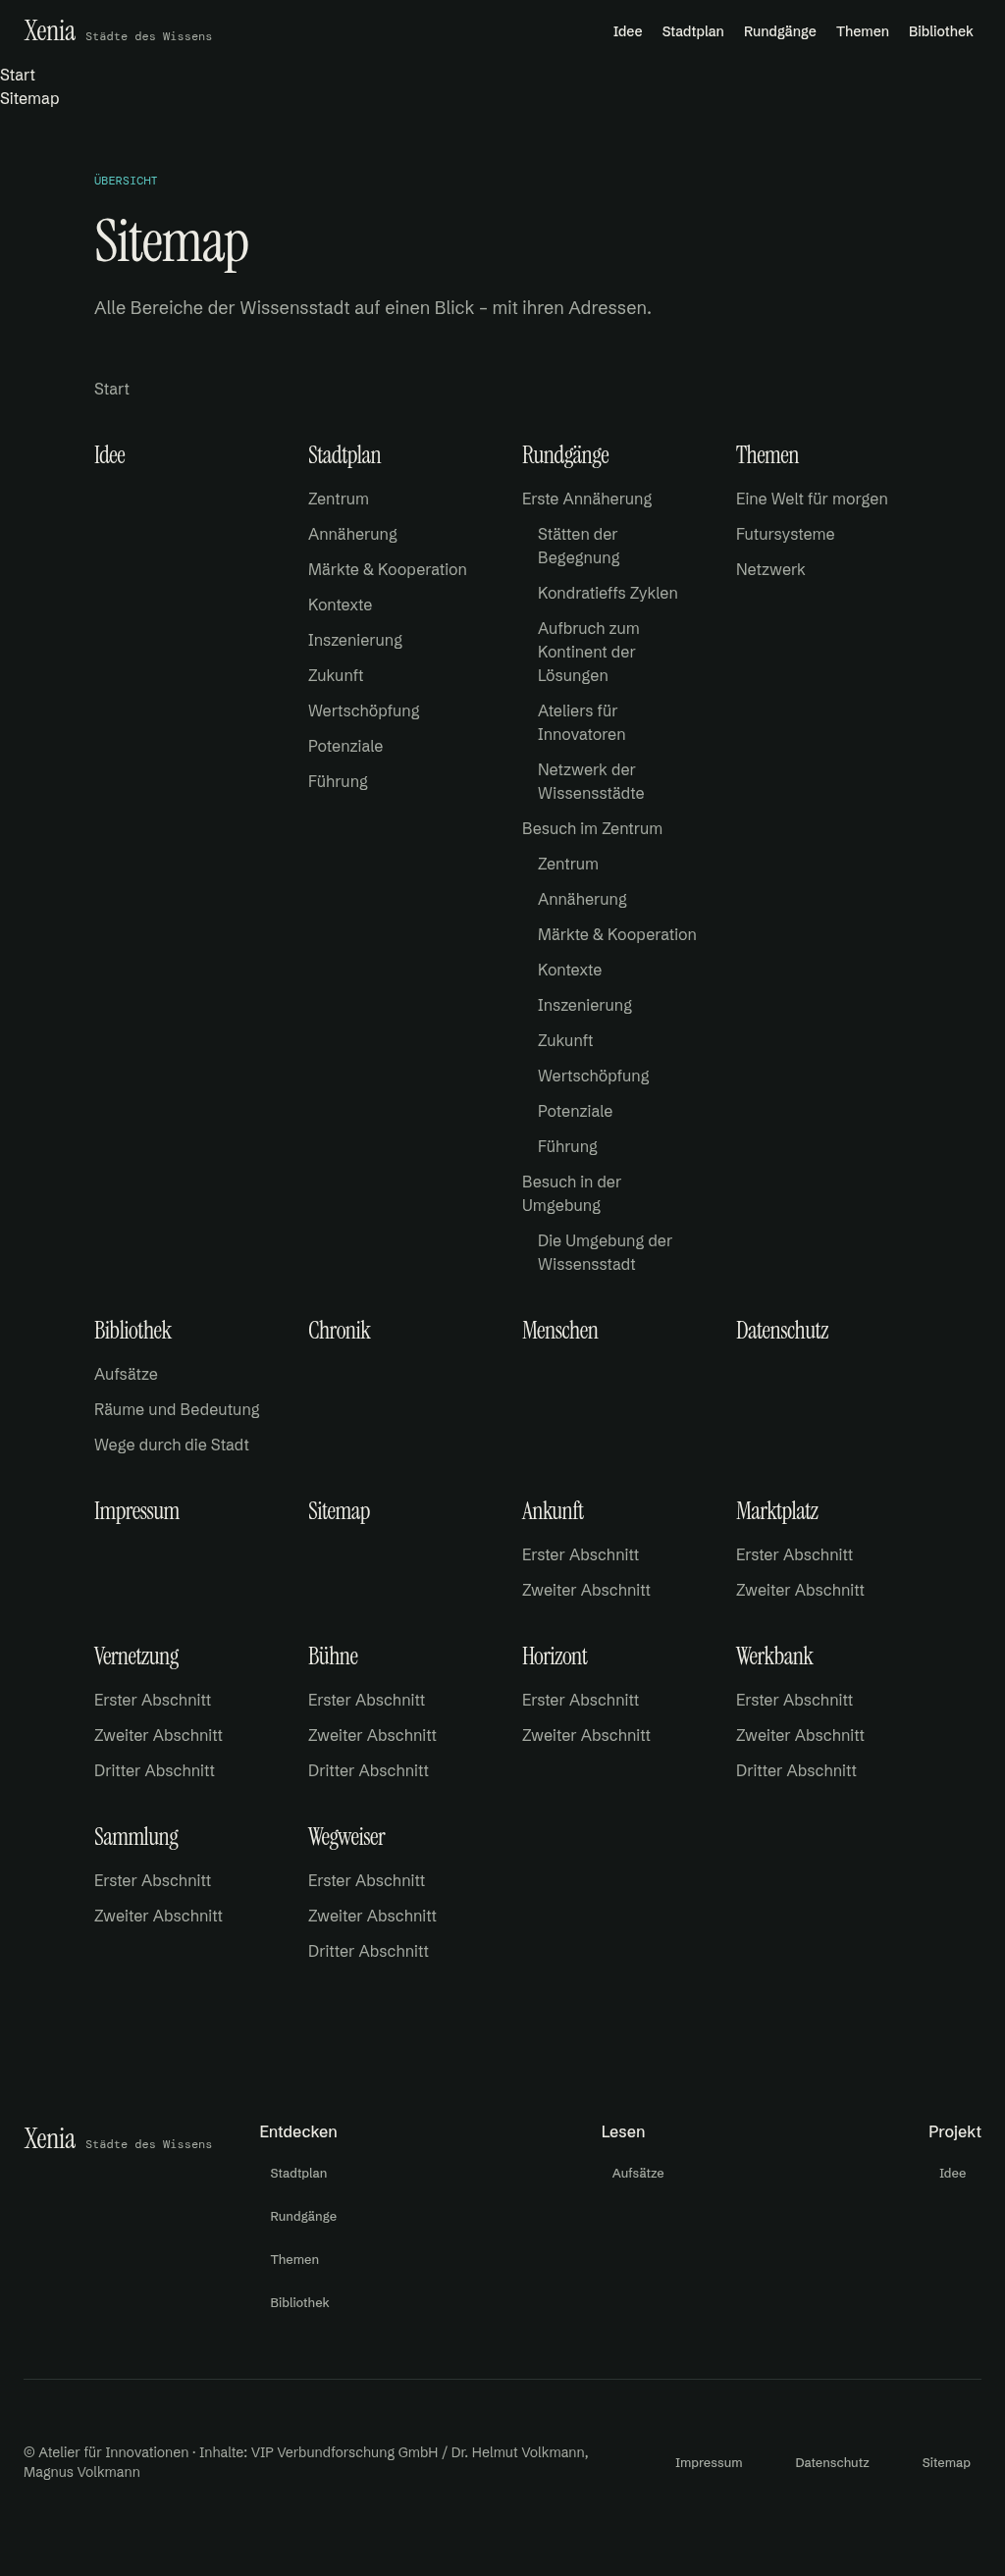 Xenia Städte des Wissens
Idee Stadtplan Rundgänge Themen Bibliothek
Start
Sitemap
ÜBERSICHT
Sitemap
Alle Bereiche der Wissensstadt auf einen Blick – mit ihren Adressen.
Start
Idee
Stadtplan
Zentrum
Annäherung
Märkte & Kooperation
Kontexte
Inszenierung
Zukunft
Wertschöpfung
Potenziale
Führung
Rundgänge
Erste Annäherung
Stätten der
Begegnung
Kondratieffs Zyklen
Aufbruch zum
Kontinent der
Lösungen
Ateliers für
Innovatoren
Netzwerk der
Wissensstädte
Besuch im Zentrum
Zentrum
Annäherung
Märkte & Kooperation
Kontexte
Inszenierung
Zukunft
Wertschöpfung
Potenziale
Führung
Besuch in der
Umgebung
Die Umgebung der
Wissensstadt
Themen
Eine Welt für morgen
Futursysteme
Netzwerk
Bibliothek
Aufsätze
Räume und Bedeutung
Wege durch die Stadt
Chronik
Menschen
Datenschutz
Impressum
Sitemap
Ankunft
Erster Abschnitt
Zweiter Abschnitt
Marktplatz
Erster Abschnitt
Zweiter Abschnitt
Vernetzung
Erster Abschnitt
Zweiter Abschnitt
Dritter Abschnitt
Bühne
Erster Abschnitt
Zweiter Abschnitt
Dritter Abschnitt
Horizont
Erster Abschnitt
Zweiter Abschnitt
Werkbank
Erster Abschnitt
Zweiter Abschnitt
Dritter Abschnitt
Sammlung
Erster Abschnitt
Zweiter Abschnitt
Wegweiser
Erster Abschnitt
Zweiter Abschnitt
Dritter Abschnitt
Xenia Städte des Wissens
Entdecken
Stadtplan
Rundgänge
Themen
Bibliothek
Lesen
Aufsätze
Projekt
Idee
© Atelier für Innovationen · Inhalte: VIP Verbundforschung GmbH / Dr. Helmut Volkmann,
Magnus Volkmann
Impressum Datenschutz Sitemap